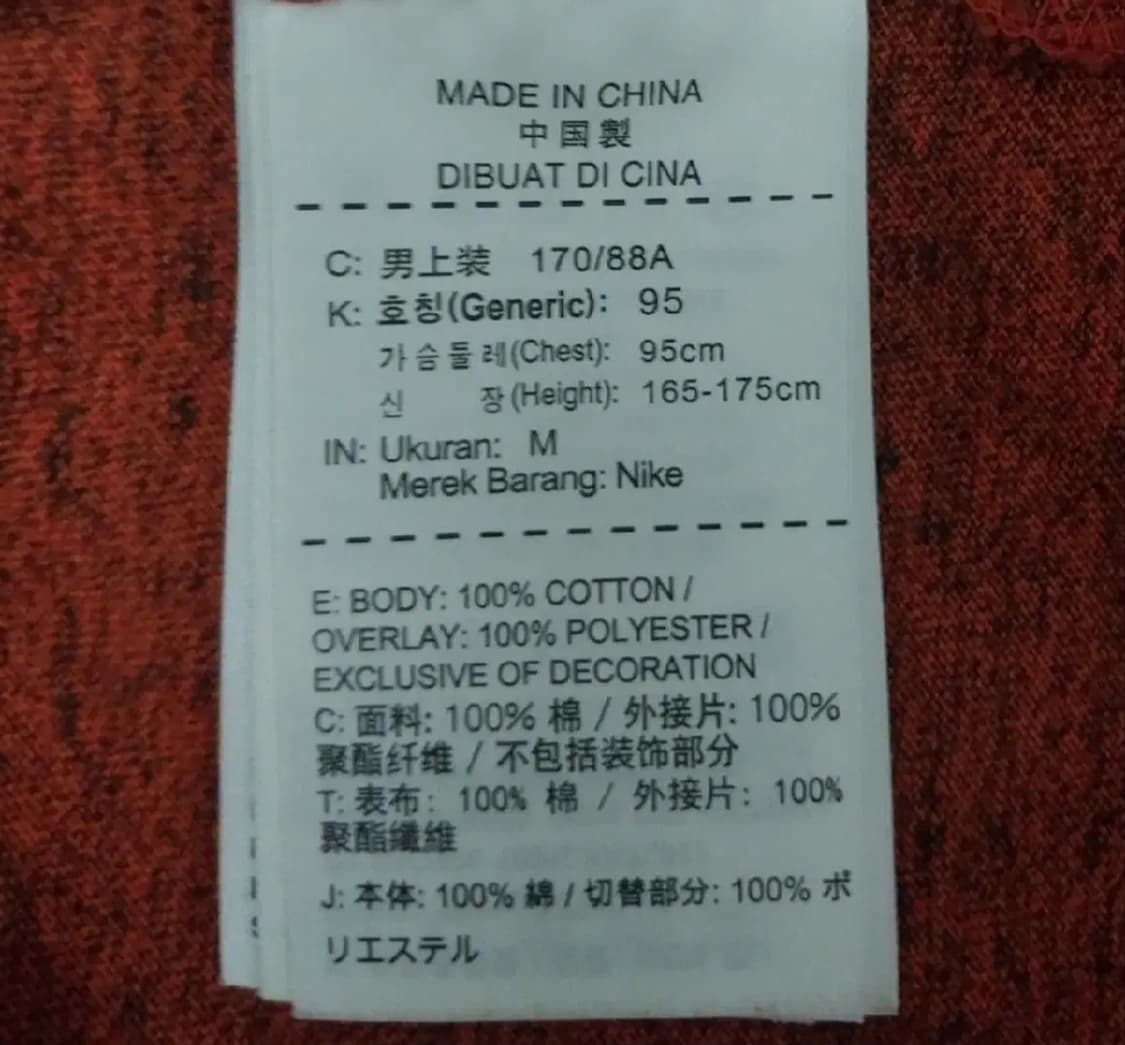 MADE IN CHINA
中国製
DIBUAT DI CINA
C: 男上装 170/88A
K: 호칭(Generic): 95
가슴둘레(Chest): 95cm
신 장(Height): 165-175cm
IN: Ukuran: M
Merek Barang: Nike
E: BODY: 100% COTTON /
OVERLAY: 100% POLYESTER /
EXCLUSIVE OF DECORATION
C: 面料: 100% 棉 / 外接片: 100%
聚酯纤维 / 不包括装饰部分
T: 表布: 100% 棉 / 外接片: 100%
聚酯纖維
J: 本体: 100% 綿 / 切替部分: 100% ポ
リエステル